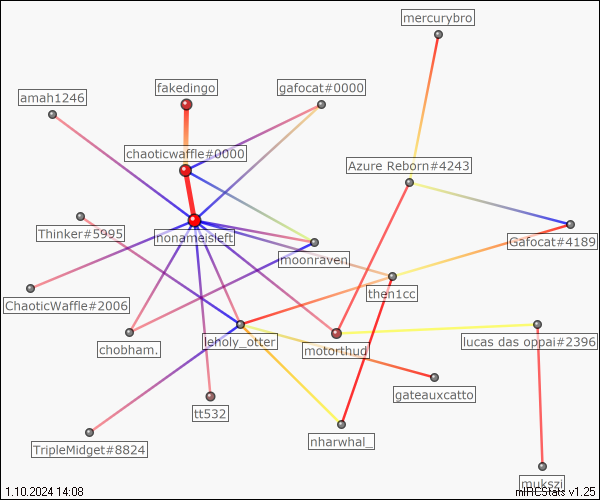 mercurybro
fakedingo
gafocat#0000
amah1246
chaoticwaffle#0000
Azure Reborn#4243
Thinker#5995
nonameisleft
Gafocat#4189
moonraven
then1cc
ChaoticWaffle#2006
chobham.
leholy_otter
motorthud
lucas das oppai#2396
gateauxcatto
tt532
nharwhal_
TripleMidget#8824
mukszi
1.10.2024 14:08
mIRCStats v1.25